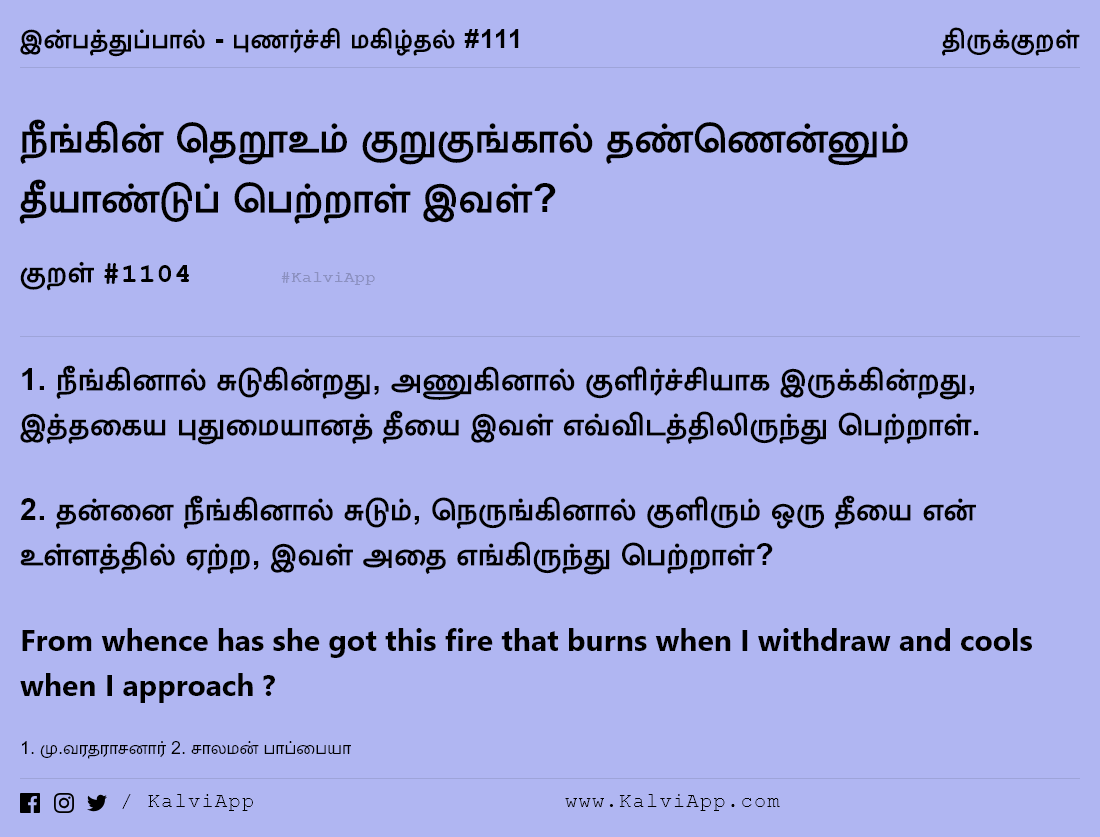 இன்பத்துப்பால் - புணர்ச்சி மகிழ்தல் #111 திருக்குறள்
நீங்கின் தெறூஉம் குறுகுங்கால் தண்ணென்னும்
தீயாண்டுப் பெற்றாள் இவள்?
குறள் #1104 #KalviApp
1. நீங்கினால் சுடுகின்றது, அணுகினால் குளிர்ச்சியாக இருக்கின்றது,
இத்தகைய புதுமையானத் தீயை இவள் எவ்விடத்திலிருந்து பெற்றாள்.
2. தன்னை நீங்கினால் சுடும், நெருங்கினால் குளிரும் ஒரு தீயை என்
உள்ளத்தில் ஏற்ற, இவள் அதை எங்கிருந்து பெற்றாள்?
From whence has she got this fire that burns when I withdraw and cools
when I approach ?
1. மு.வரதராசனார் 2. சாலமன் பாப்பையா
/ KalviApp www.KalviApp.com